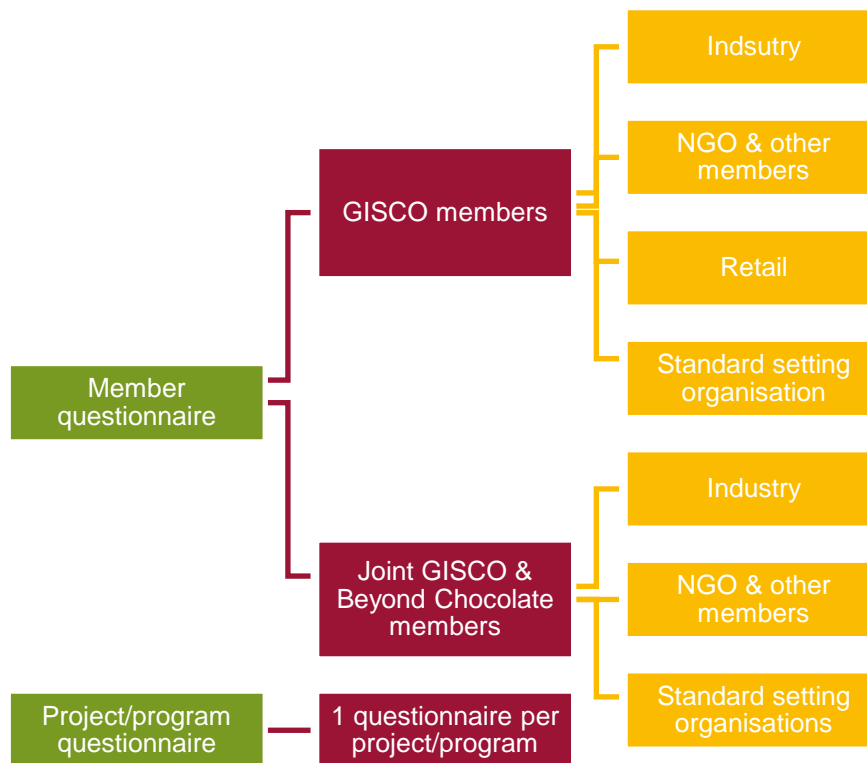 Member
questionnaire
GISCO members
Indsutry
NGO & other
members
Retail
Standard setting
organisation
Joint GISCO &
Beyond Chocolate
members
Industry
NGO & other
members
Standard setting
organisations
Project/program
questionnaire
1 questionnaire per
project/program